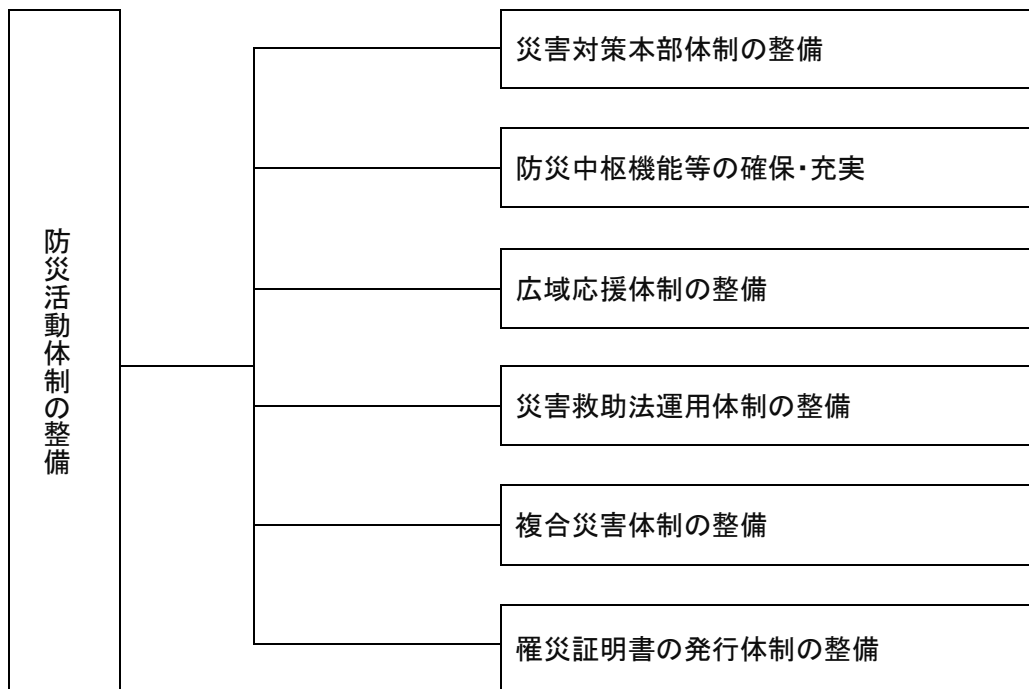 防災活動体制の整備
災害対策本部体制の整備
防災中枢機能等の確保・充実
広域応援体制の整備
災害救助法運用体制の整備
複合災害体制の整備
罹災証明書の発行体制の整備